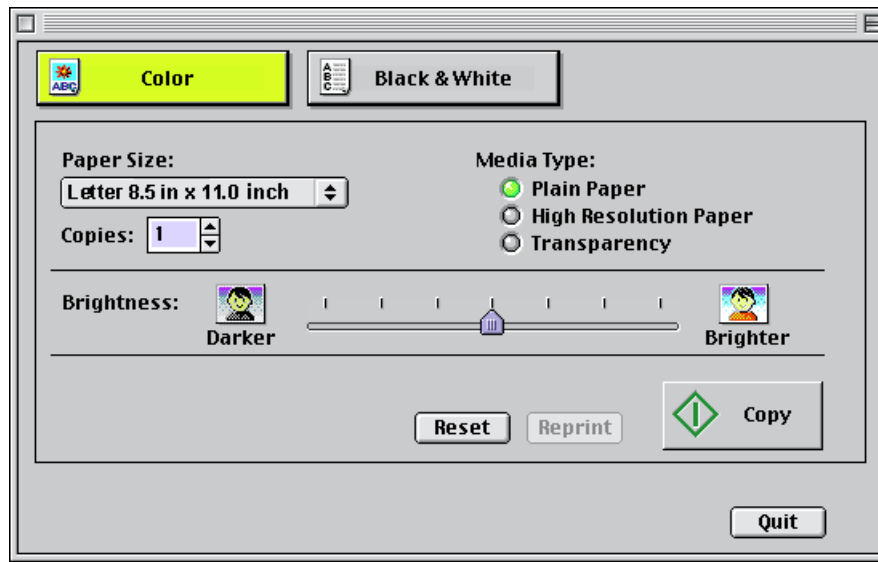 ABC Color
A B C Black & White
Paper Size:
Letter 8.5 in x 11.0 inch
Copies: 1
Media Type:
Plain Paper
High Resolution Paper
Transparency
Brightness:
Darker
Brighter
Reset
Reprint
Copy
Quit